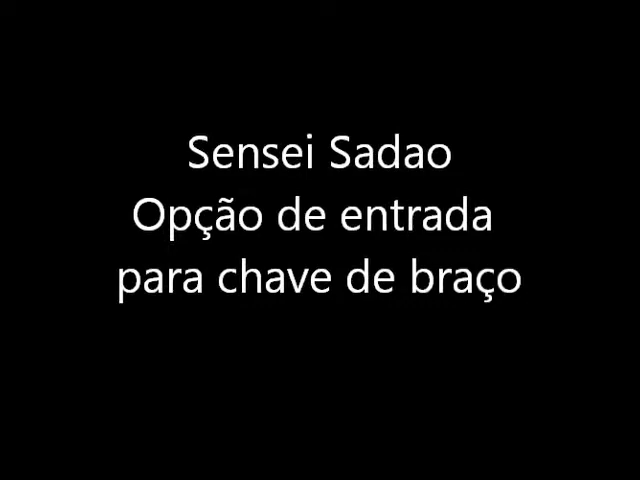 Sensei Sadao
Opção de entrada
para chave de braço